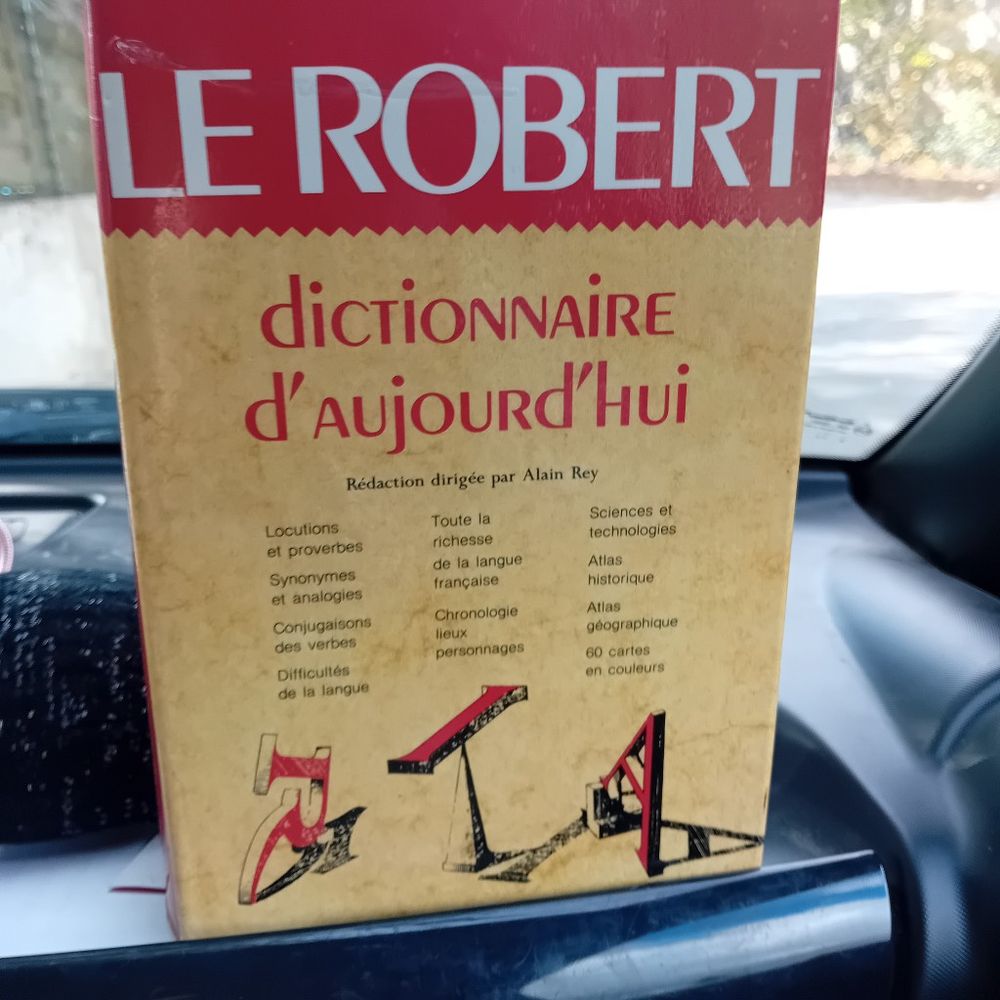 LE ROBERT
dictionnaire
d'aujourd'hui
Rédaction dirigée par Alain Rey
Locutions
et proverbes
Synonymes
et analogies
Conjugaisons
des verbes
Difficultés
de la langue
Toute la
richesse
de la langue
française
Chronologie
lieux
personnages
Sciences et
technologies
Atlas
historique
Atlas
géographique
60 cartes
en couleurs